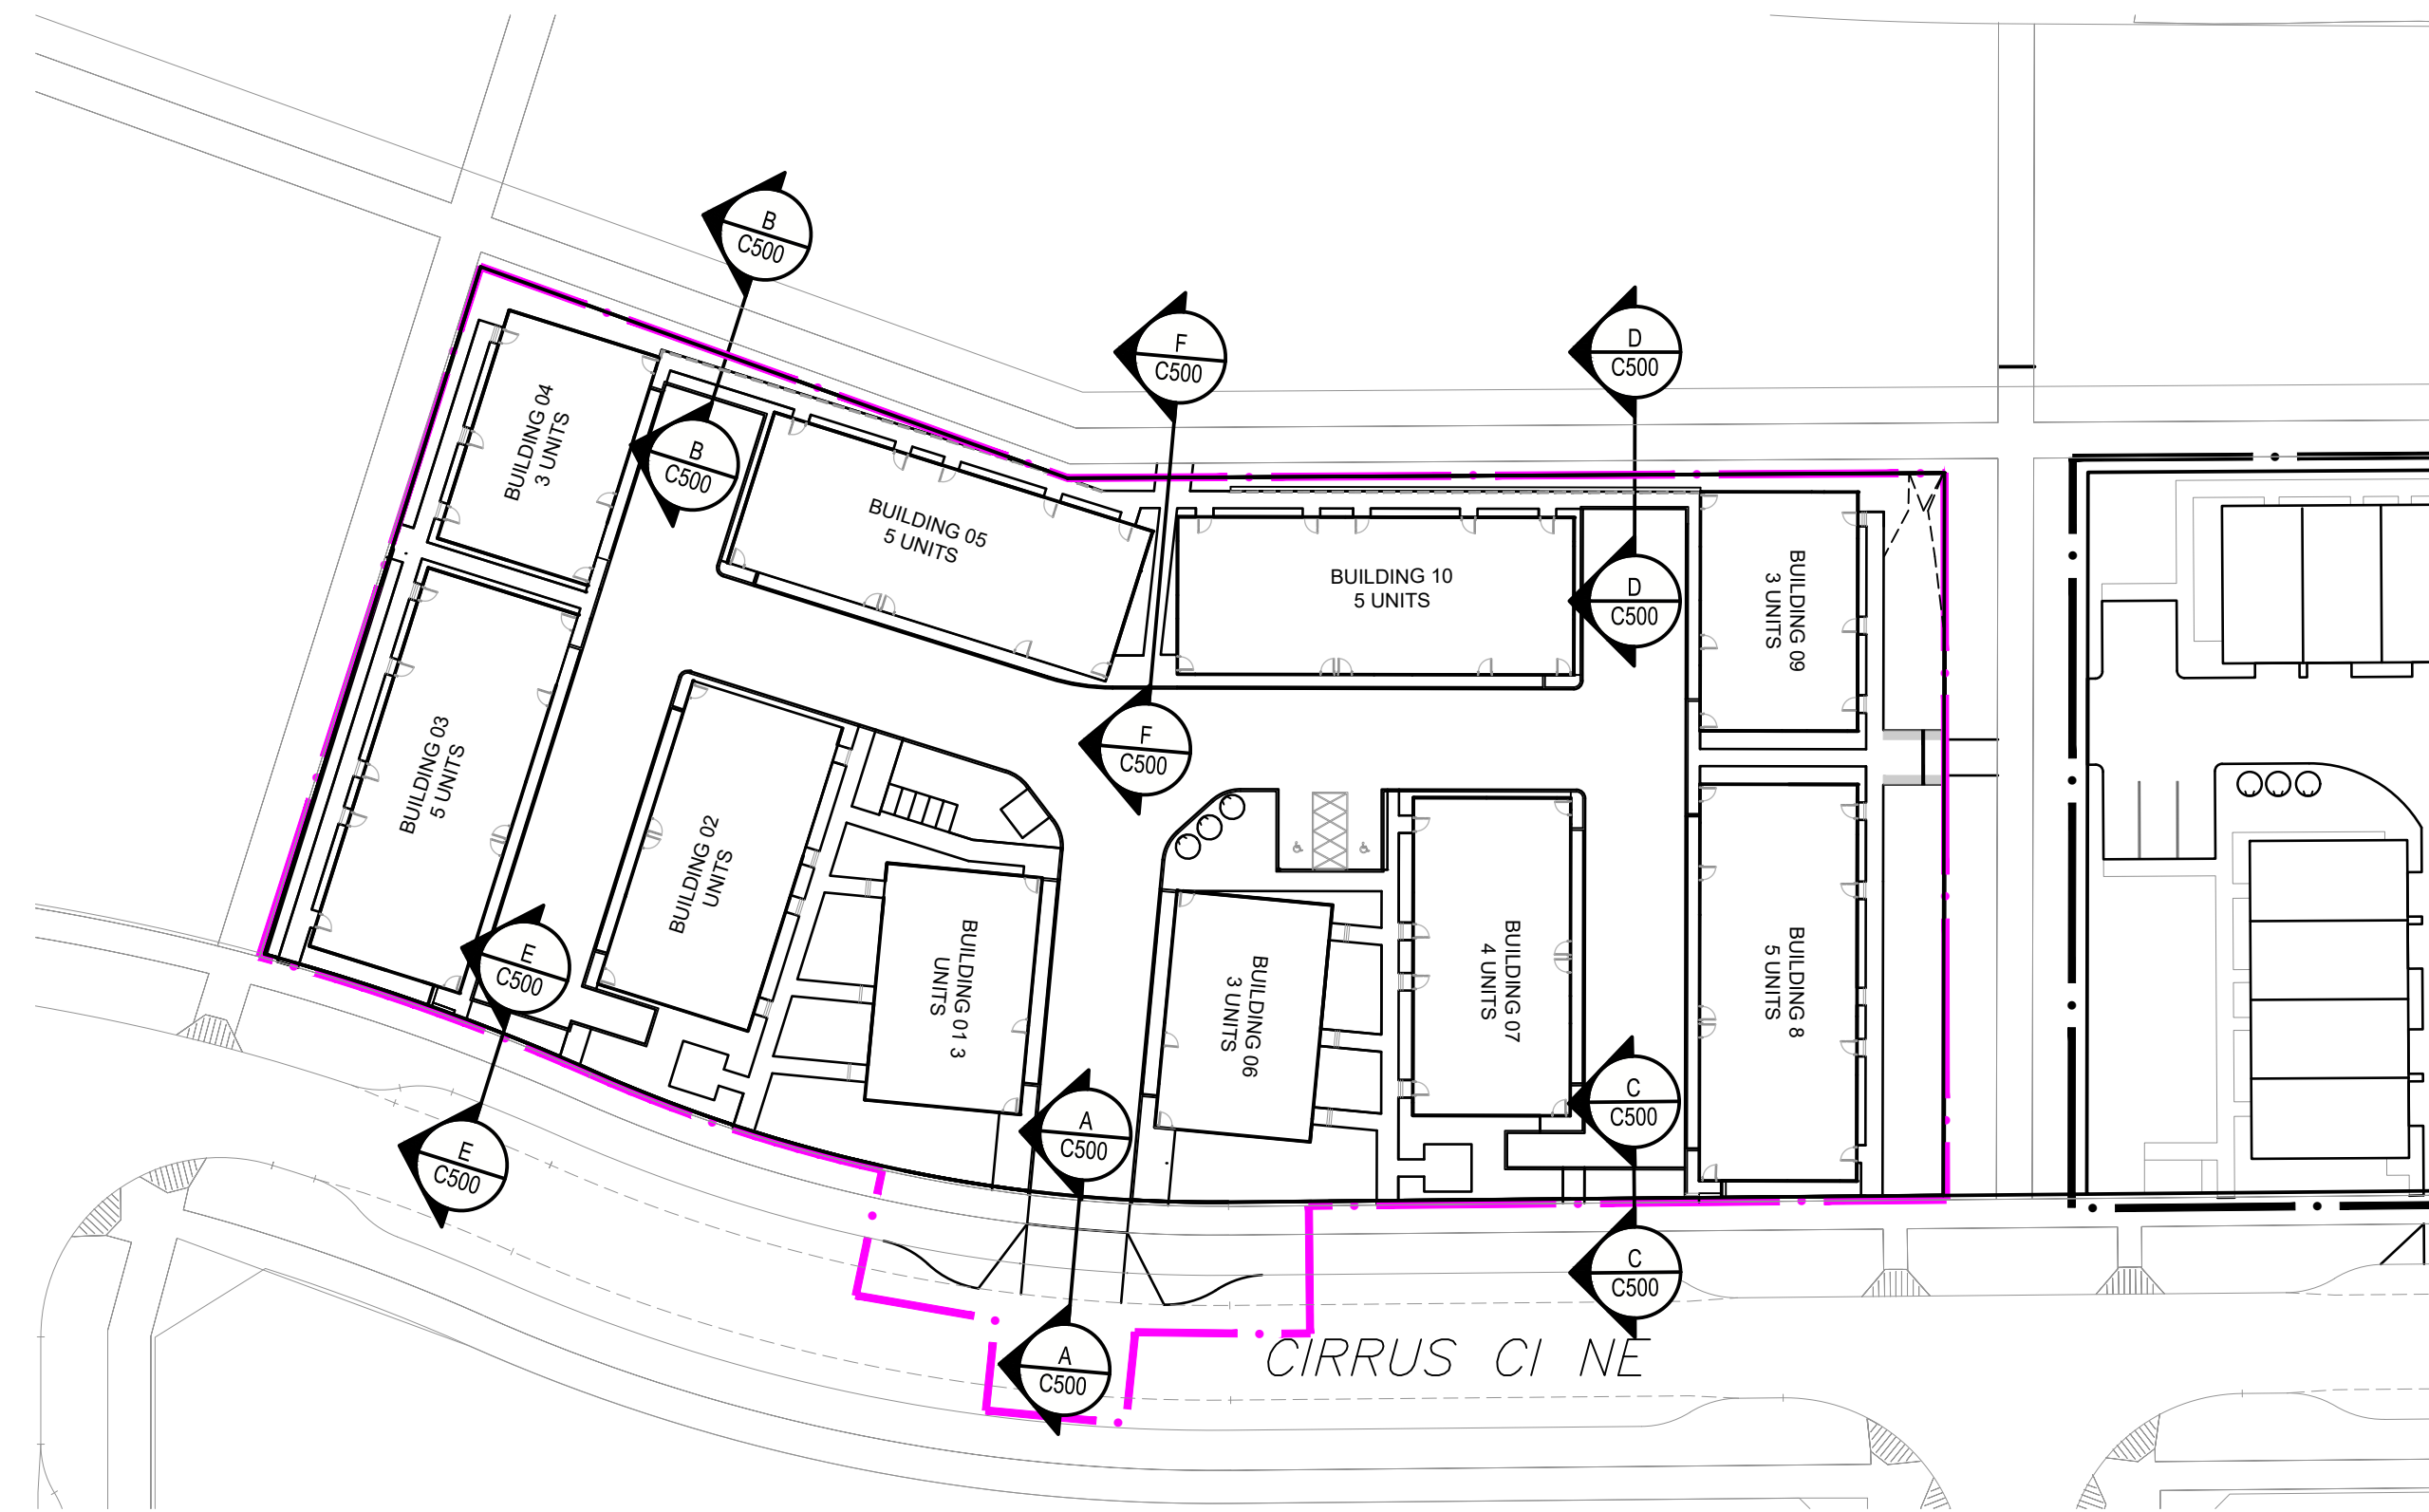 B
C500
F
C500
D
C500
BUILDING 04
3 UNITS
B
C500
BUILDING 05
5 UNITS
BUILDING 10
5 UNITS
D
C500
BUILDING 09
3 UNITS
BUILDING 03
5 UNITS
F
C500
BUILDING 02
UNITS
E
C500
BUILDING 01 3
UNITS
BUILDING 06
3 UNITS
BUILDING 07
4 UNITS
BUILDING 8
5 UNITS
A
C500
C
C500
E
C500
C
C500
A
C500
CIRRUS CI NE